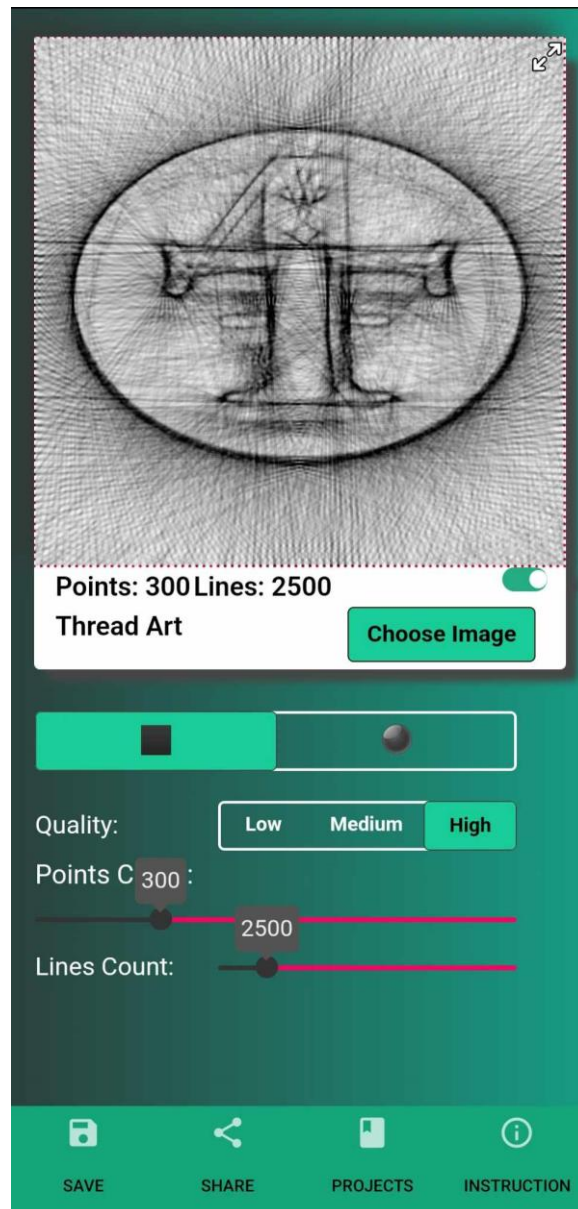 Points: 300 Lines: 2500
Thread Art
Choose Image
Quality:
Low Medium High
300
2500
Lines Count:
SAVE SHARE PROJECTS INSTRUCTION